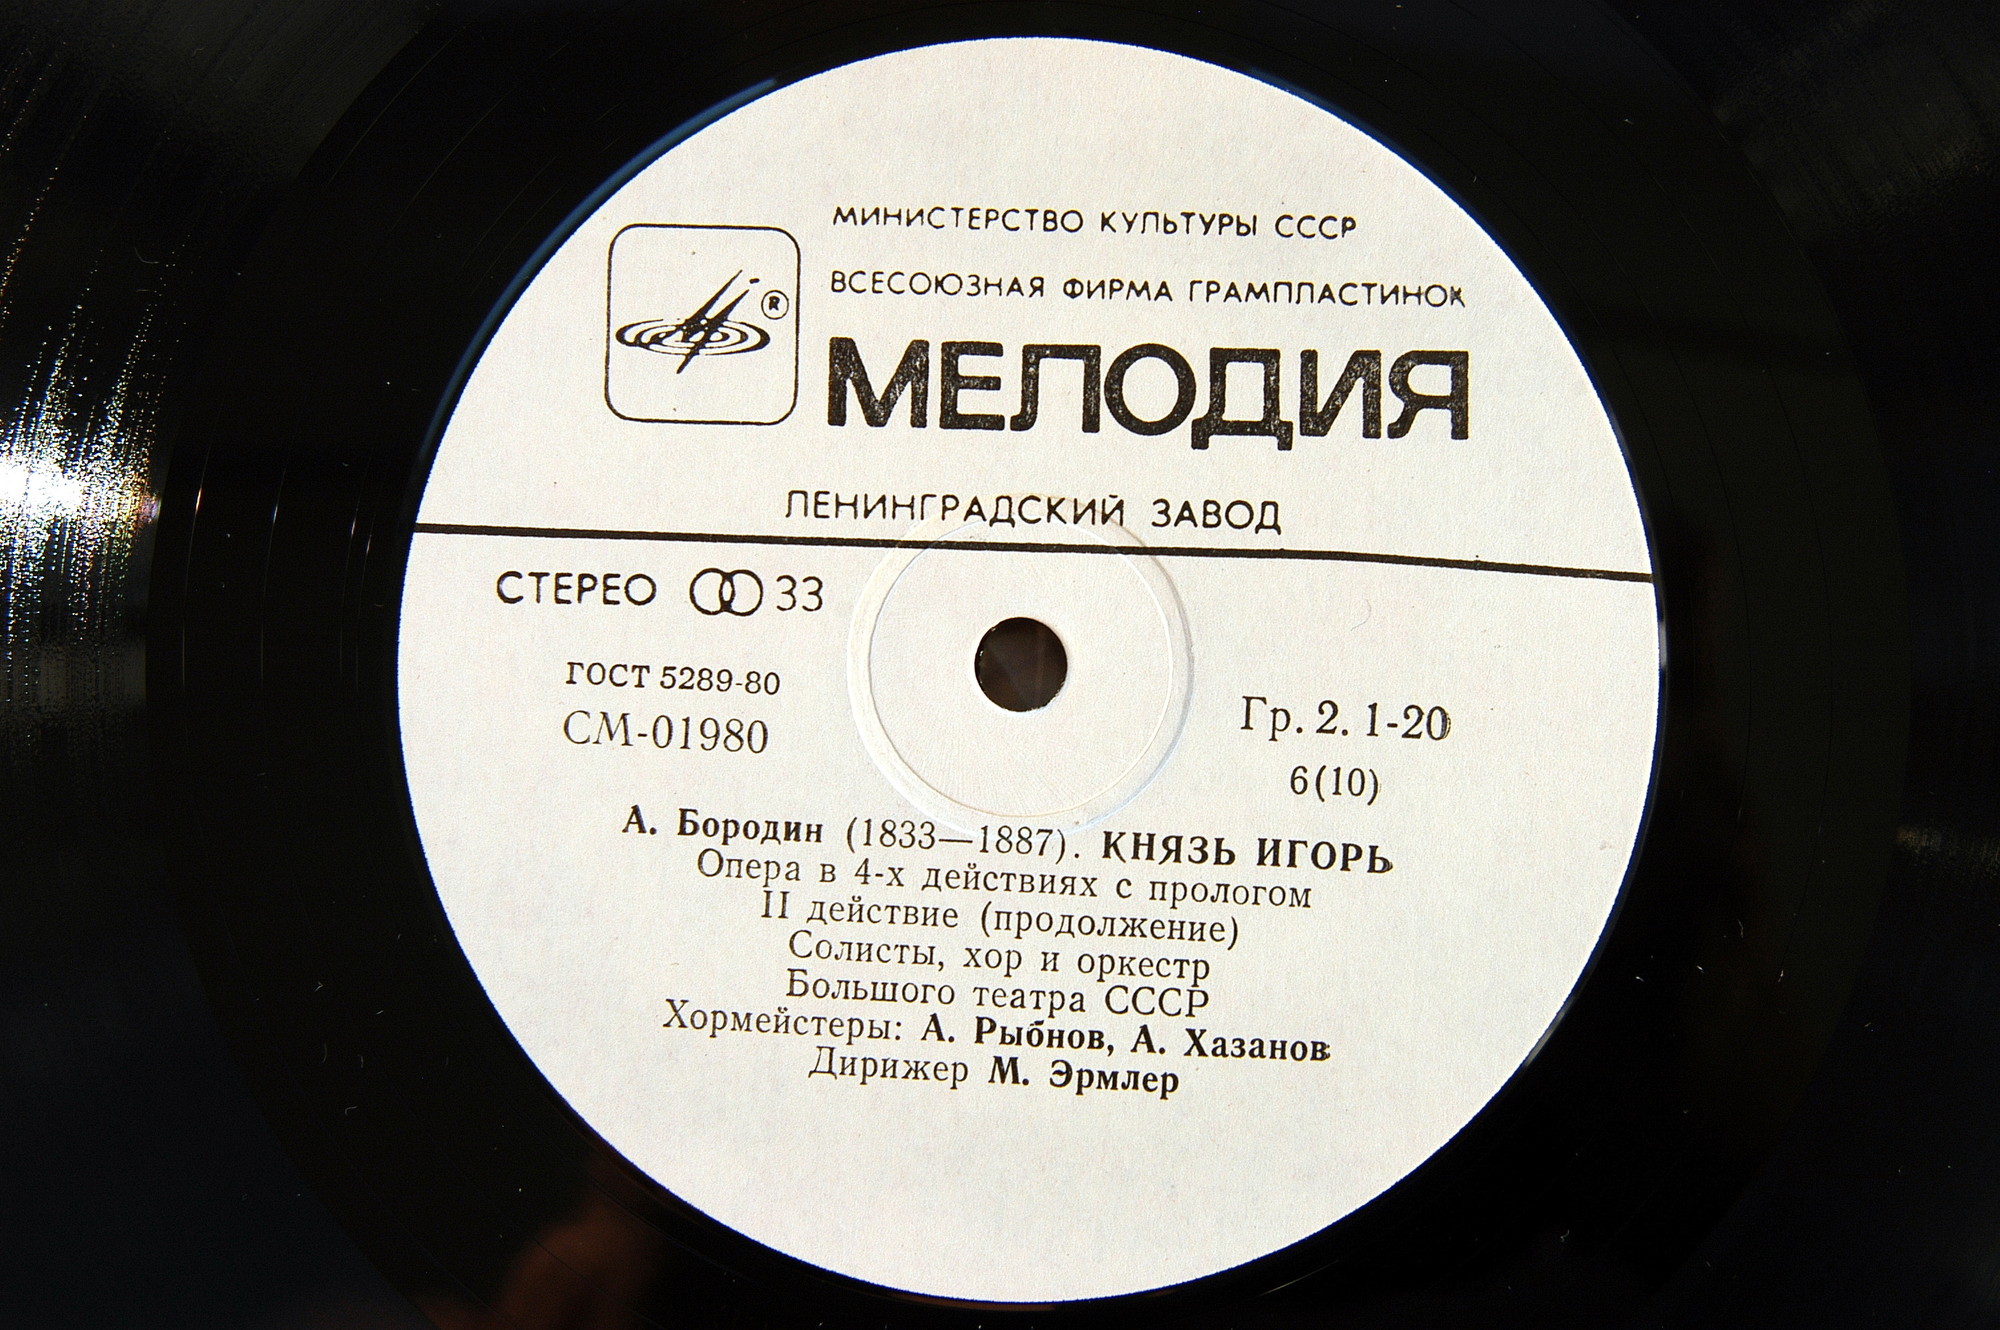 МИНИСТЕРСТВО КУЛЬТУРЫ СССР
ВСЕСОЮЗНАЯ ФИРМА ГРАМПЛАСТИНОК
®
МЕЛОДИЯ
ЛЕНИНГРАДСКИЙ ЗАВОД
СТЕРЕО 33
ГОСТ 5289-80
СМ-01980
Гр. 2. 1-20
6(10)
А. Бородин (1833—1887). КНЯЗЬ ИГОРЬ
Опера в 4-х действиях с прологом
II действие (продолжение)
Солисты, хор и оркестр
Большого театра СССР
Хормейстеры: А. Рыбнов, А. Хазанов
Дирижер М. Эрмлер